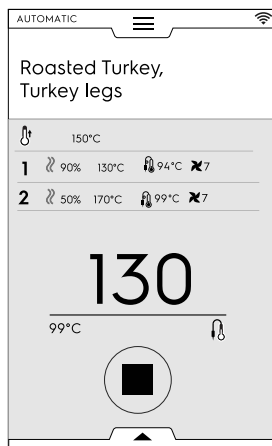 AUTOMATIC
Roasted Turkey,
Turkey legs
150°C
1 90% 130°C 94°C 7
2 50% 170°C 99°C 7
130
99°C